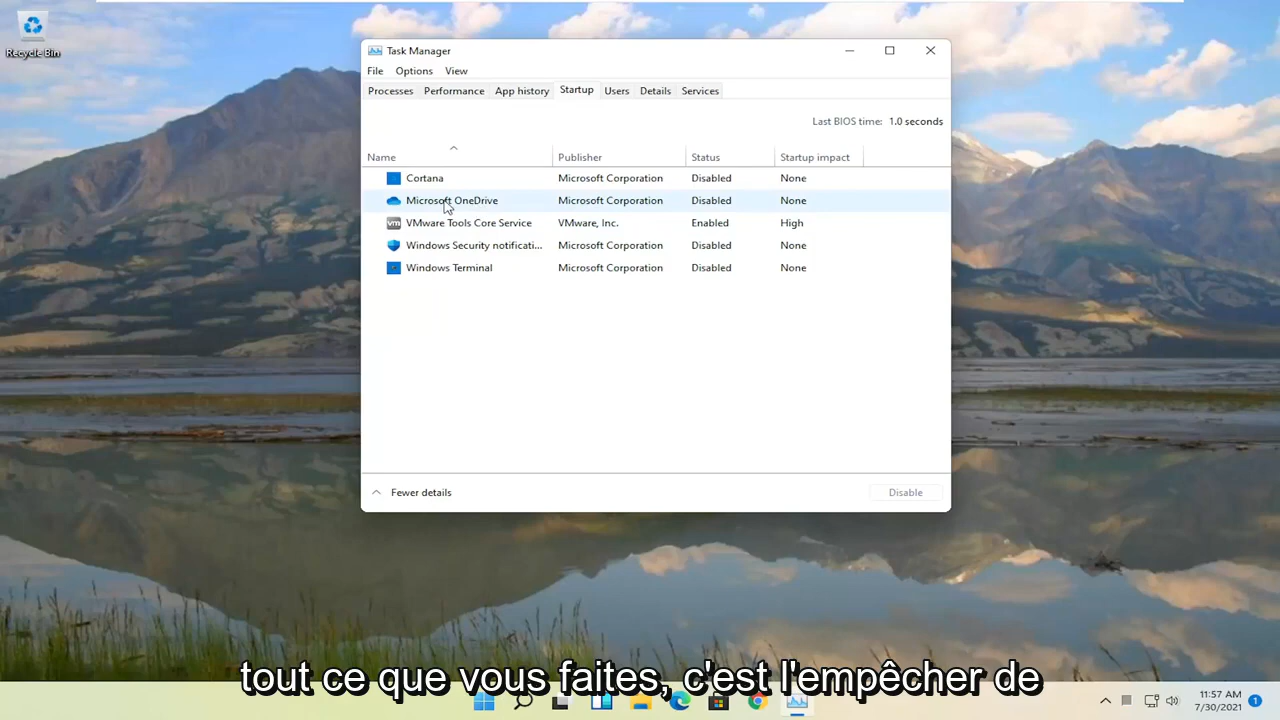 Recycle Bin
Task Manager
File Options View
Processes Performance App history Startup Users Details Services
Last BIOS time: 1.0 seconds
Name Publisher Status Startup impact
Cortana Microsoft Corporation Disabled None
Microsoft OneDrive Microsoft Corporation Disabled None
vm VMware Tools Core Service VMware, Inc. Enabled High
Windows Security notificati... Microsoft Corporation Disabled None
Windows Terminal Microsoft Corporation Disabled None
Fewer details Disable
tout ce que vous faites, c'est l'empêcher de
11:57 AM
7/30/2021
1